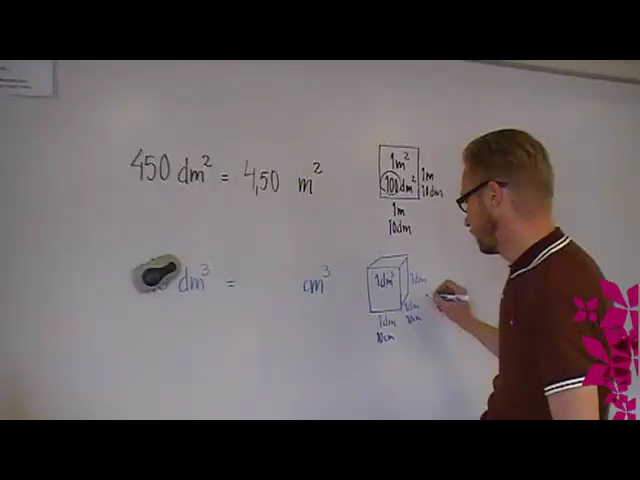 450 dm² = 4,50 m²
1m²
100dm²
1m
10dm
1m
10dm
dm³ = cm³
1dm³
1dm
1dm
10cm
1dm
10cm